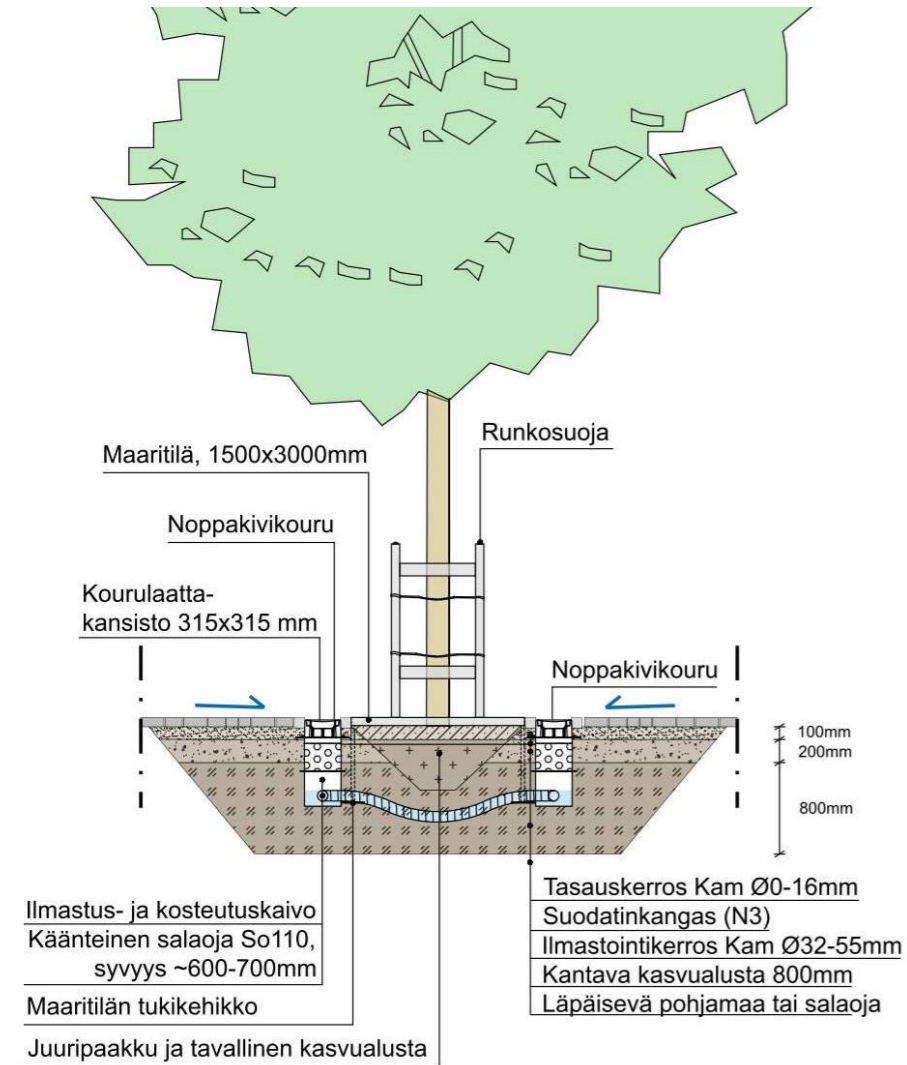 Runkosuoja
Maaritilä, 1500x3000mm
Noppakivikouru
Kourulaatta-
kansisto 315x315 mm
Noppakivikouru
100mm
200mm
800mm
Tasauskerros Kam Ø0-16mm
Suodatinkangas (N3)
Ilmastointikerros Kam Ø32-55mm
Kantava kasvualusta 800mm
Läpäisevä pohjamaa tai salaoja
Ilmastus- ja kosteutuskaivo
Käänteinen salaoja So110,
syvyys ~600-700mm
Maaritilän tukikehikko
Juuripaakku ja tavallinen kasvualusta